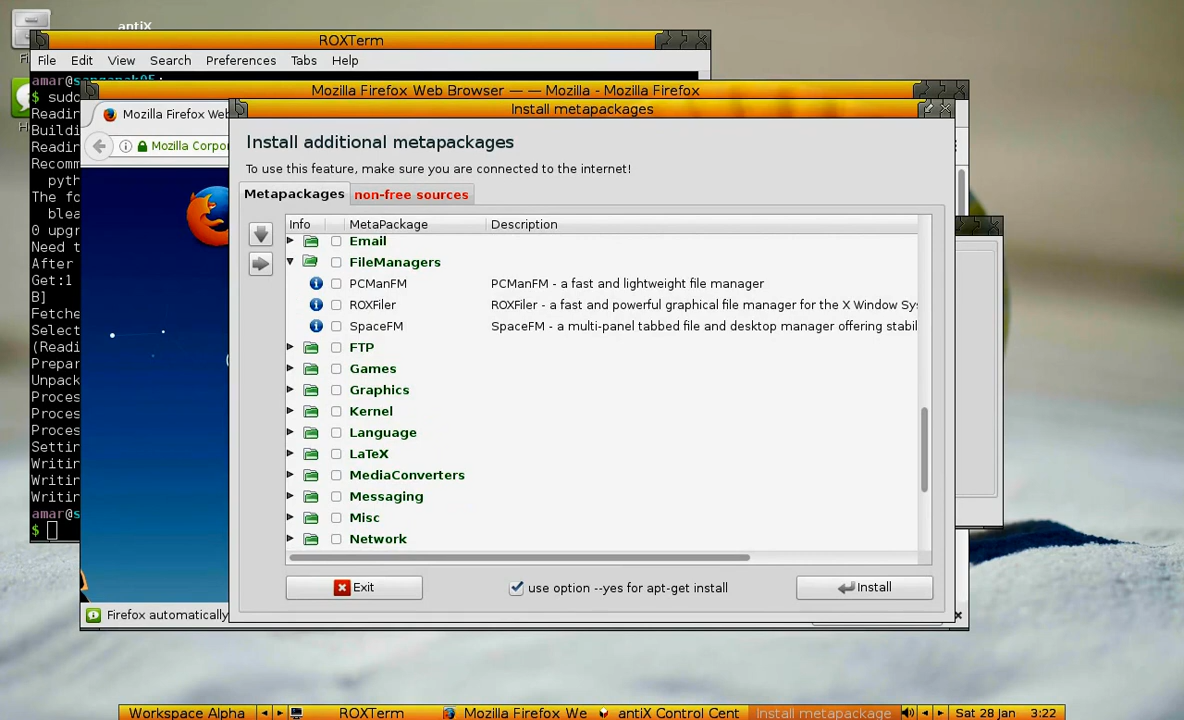 antiX
ROXTerm
File Edit View Search Preferences Tabs Help
amar@
$ sudo
Mozilla Firefox Web Browser — — Mozilla - Mozilla Firefox
Mozilla Firefox Web
Mozilla Corpo
Install metapackages
Install additional metapackages
To use this feature, make sure you are connected to the internet!
Metapackages non-free sources
Info MetaPackage Description
Email
FileManagers
PCManFM PCManFM - a fast and lightweight file manager
ROXFiler ROXFiler - a fast and powerful graphical file manager for the X Window Sy
SpaceFM SpaceFM - a multi-panel tabbed file and desktop manager offering stabil
FTP
Games
Graphics
Kernel
Language
LaTeX
MediaConverters
Messaging
Misc
Network
Exit use option --yes for apt-get install Install
Readin
Buildi
Readin
Recomm
pyth
The fo
blea
0 upgr
Need t
After
Get:1
B]
Fetche
Select
(Readi
Prepar
Unpack
Proces
Proces
Proces
Settin
Writin
Writin
Writin
amar@s
$
Firefox automatically
Workspace Alpha ROXTerm Mozilla Firefox We antiX Control Cent Install metapackage Sat 28 Jan 3:22